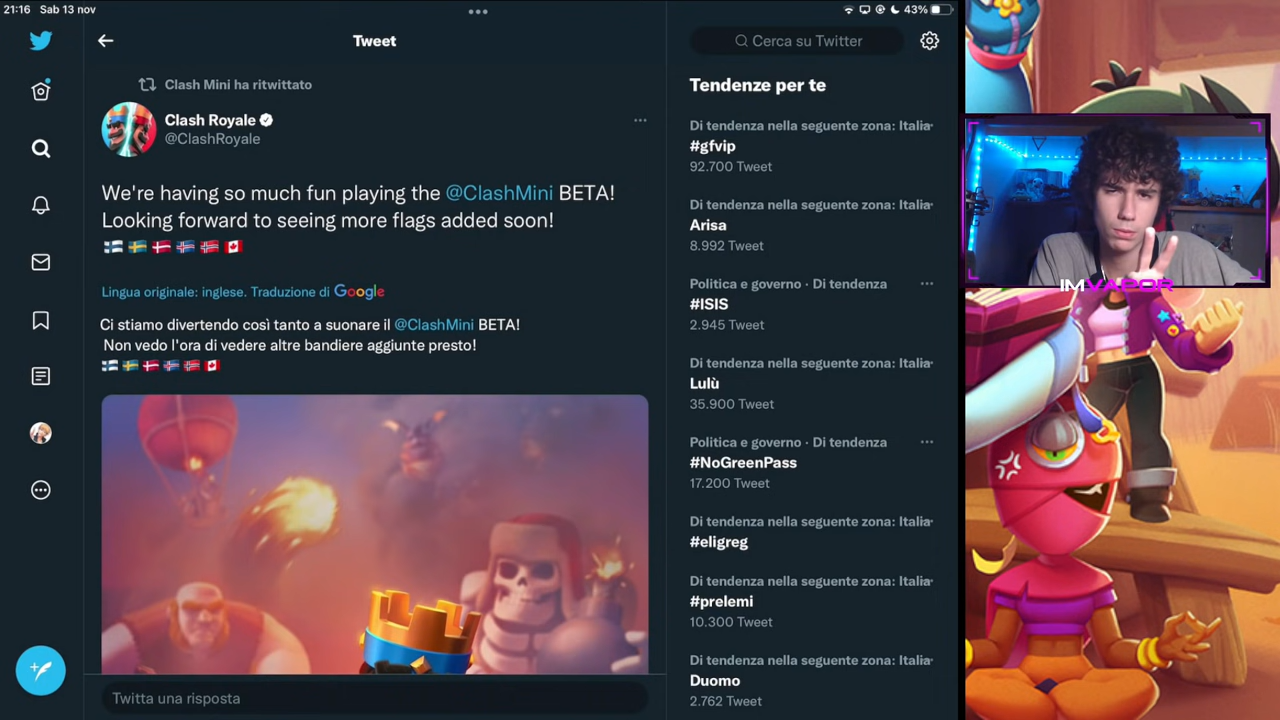 21:16 Sab 13 nov
43%
Tweet
Cerca su Twitter
Clash Mini ha ritwittato
Clash Royale
@ClashRoyale
We're having so much fun playing the @ClashMini BETA!
Looking forward to seeing more flags added soon!
Lingua originale: inglese. Traduzione di Google
Ci stiamo divertendo così tanto a suonare il @ClashMini BETA!
Non vedo l'ora di vedere altre bandiere aggiunte presto!
Twitta una risposta
Tendenze per te
Di tendenza nella seguente zona: Italia
#gfvip
92.700 Tweet
Di tendenza nella seguente zona: Italia
Arisa
8.992 Tweet
Politica e governo · Di tendenza
#ISIS
2.945 Tweet
Di tendenza nella seguente zona: Italia
Lulù
35.900 Tweet
Politica e governo · Di tendenza
#NoGreenPass
17.200 Tweet
Di tendenza nella seguente zona: Italia
#eligreg
Di tendenza nella seguente zona: Italia
#prelemi
10.300 Tweet
Di tendenza nella seguente zona: Italia
Duomo
2.762 Tweet
IMVAPOR